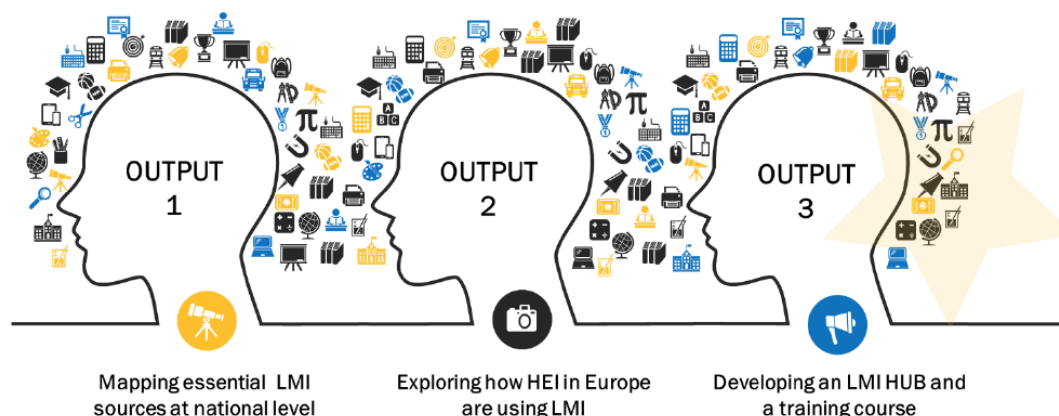 OUTPUT
1
OUTPUT
2
OUTPUT
3
Mapping essential LMI
sources at national level
Exploring how HEI in Europe
are using LMI
Developing an LMI HUB and
a training course